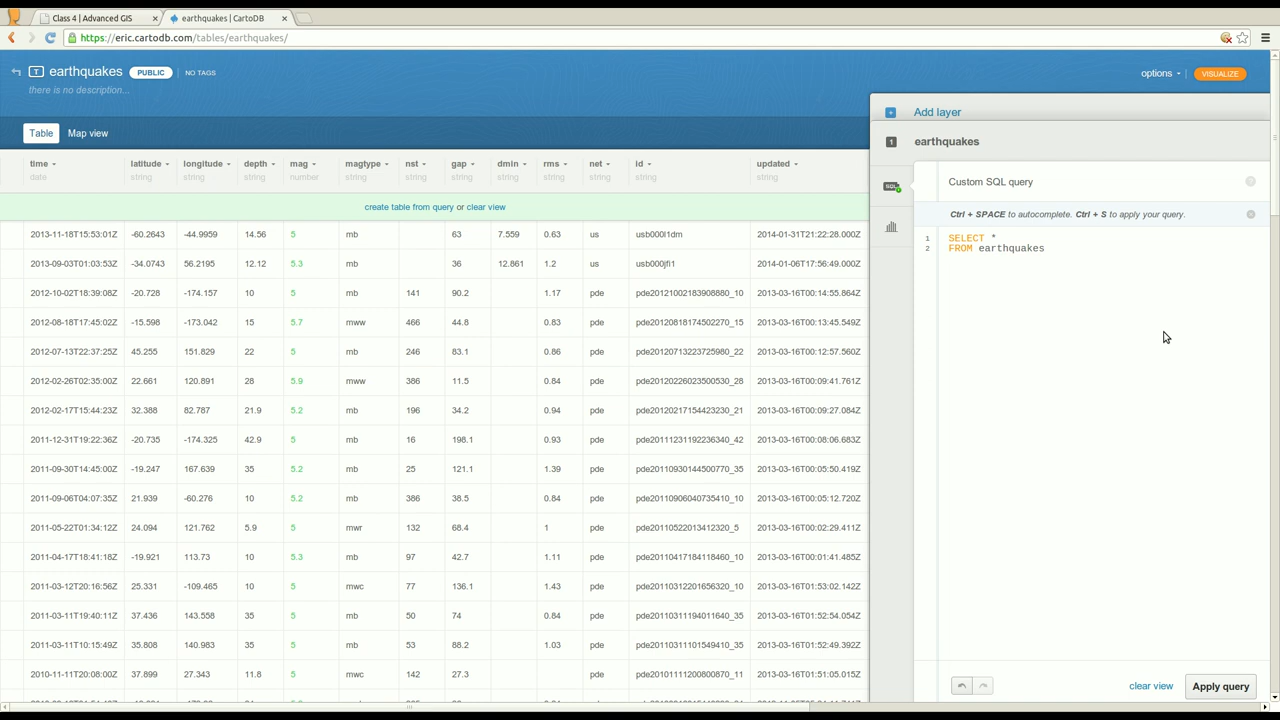 Class 4 | Advanced GIS × earthquakes | CartoDB ×
https://eric.cartodb.com/tables/earthquakes/
T earthquakes PUBLIC NO TAGS options VISUALIZE
there is no description...
Add layer
Table Map view
1 earthquakes
time latitude longitude depth mag magtype nst gap dmin rms net id updated
date string string string number string string string string string string string string
SQL Custom SQL query ?
create table from query or clear view
Ctrl + SPACE to autocomplete. Ctrl + S to apply your query.
1 SELECT *
2 FROM earthquakes
2013-11-18T15:53:01Z -60.2643 -44.9959 14.56 5 mb 63 7.559 0.63 us usb000l1dm 2014-01-31T21:22:28.000Z
2013-09-03T01:03:53Z -34.0743 56.2195 12.12 5.3 mb 36 12.861 1.2 us usb000jfi1 2014-01-06T17:56:49.000Z
2012-10-02T18:39:08Z -20.728 -174.157 10 5 mb 141 90.2 1.17 pde pde20121002183908880_10 2013-03-16T00:14:55.864Z
2012-08-18T17:45:02Z -15.598 -173.042 15 5.7 mww 466 44.8 0.83 pde pde20120818174502270_15 2013-03-16T00:13:45.549Z
2012-07-13T22:37:25Z 45.255 151.829 22 5 mb 246 83.1 0.86 pde pde20120713223725980_22 2013-03-16T00:12:57.560Z
2012-02-26T02:35:00Z 22.661 120.891 28 5.9 mww 386 11.5 0.84 pde pde20120226023500530_28 2013-03-16T00:09:41.761Z
2012-02-17T15:44:23Z 32.388 82.787 21.9 5.2 mb 196 34.2 0.94 pde pde20120217154423230_21 2013-03-16T00:09:27.084Z
2011-12-31T19:22:36Z -20.735 -174.325 42.9 5 mb 16 198.1 0.93 pde pde20111231192236340_42 2013-03-16T00:08:06.683Z
2011-09-30T14:45:00Z -19.247 167.639 35 5.2 mb 25 121.1 1.39 pde pde20110930144500770_35 2013-03-16T00:05:50.419Z
2011-09-06T04:07:35Z 21.939 -60.276 10 5.2 mb 386 38.5 0.84 pde pde20110906040735410_10 2013-03-16T00:05:12.720Z
2011-05-22T01:34:12Z 24.094 121.762 5.9 5 mwr 132 68.4 1 pde pde20110522013412320_5 2013-03-16T00:02:29.411Z
2011-04-17T18:41:18Z -19.921 113.73 10 5.3 mb 97 42.7 1.11 pde pde20110417184118460_10 2013-03-16T00:01:41.485Z
2011-03-12T20:16:56Z 25.331 -109.465 10 5 mwc 77 136.1 1.43 pde pde20110312201656320_10 2013-03-16T01:53:02.142Z
2011-03-11T19:40:11Z 37.436 143.558 35 5 mb 50 74 0.84 pde pde20110311194011640_35 2013-03-16T01:52:54.054Z
2011-03-11T10:15:49Z 35.808 140.983 35 5 mb 53 88.2 1.03 pde pde20110311101549410_35 2013-03-16T01:52:49.392Z
2010-11-11T20:08:00Z 37.899 27.343 11.8 5 mwc 142 27.3 pde pde20101111200800870_11 2013-03-16T01:51:05.015Z
clear view Apply query